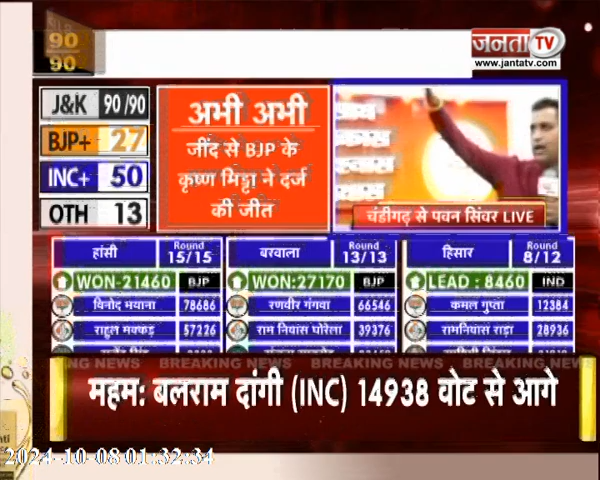 90
90
जनता TV
www.jantatv.com
J&K 90/90
BJP+ 27
INC+ 50
OTH 13
अभी अभी
जींद से BJP के
कृष्ण मिड्ढा ने दर्ज
की जीत
चंडीगढ़ से पवन सिंवर LIVE
हांसी Round 15/15
WON-21460 BJP
विनोद भयाना 78686
राहुल मक्कड़ 57226
बरवाला Round 13/13
WON:27170 BJP
रणवीर गंगवा 66546
राम निवास घोरेला 39376
हिसार Round 8/12
LEAD : 8460 IND
कमल गुप्ता 12384
रामनिवास राड़ा 28936
BREAKING NEWS BREAKING NEWS BREAKING NEWS
महम: बलराम दांगी (INC) 14938 वोट से आगे
2024-10-08 01:32:34